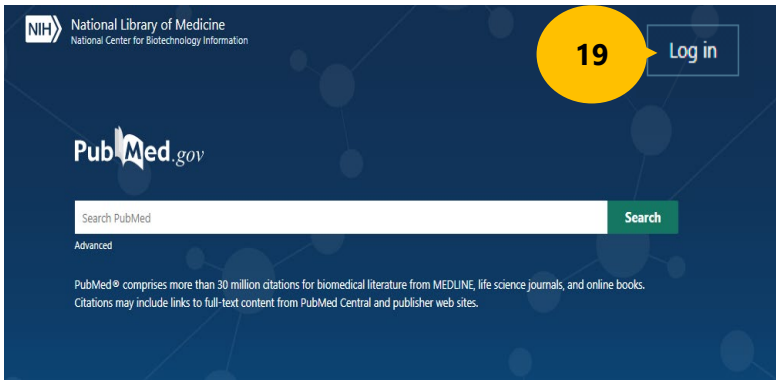 NIH
National Library of Medicine
National Center for Biotechnology Information
19
Log in
PubMed.gov
Search PubMed
Search
Advanced
PubMed® comprises more than 30 million citations for biomedical literature from MEDLINE, life science journals, and online books.
Citations may include links to full-text content from PubMed Central and publisher web sites.